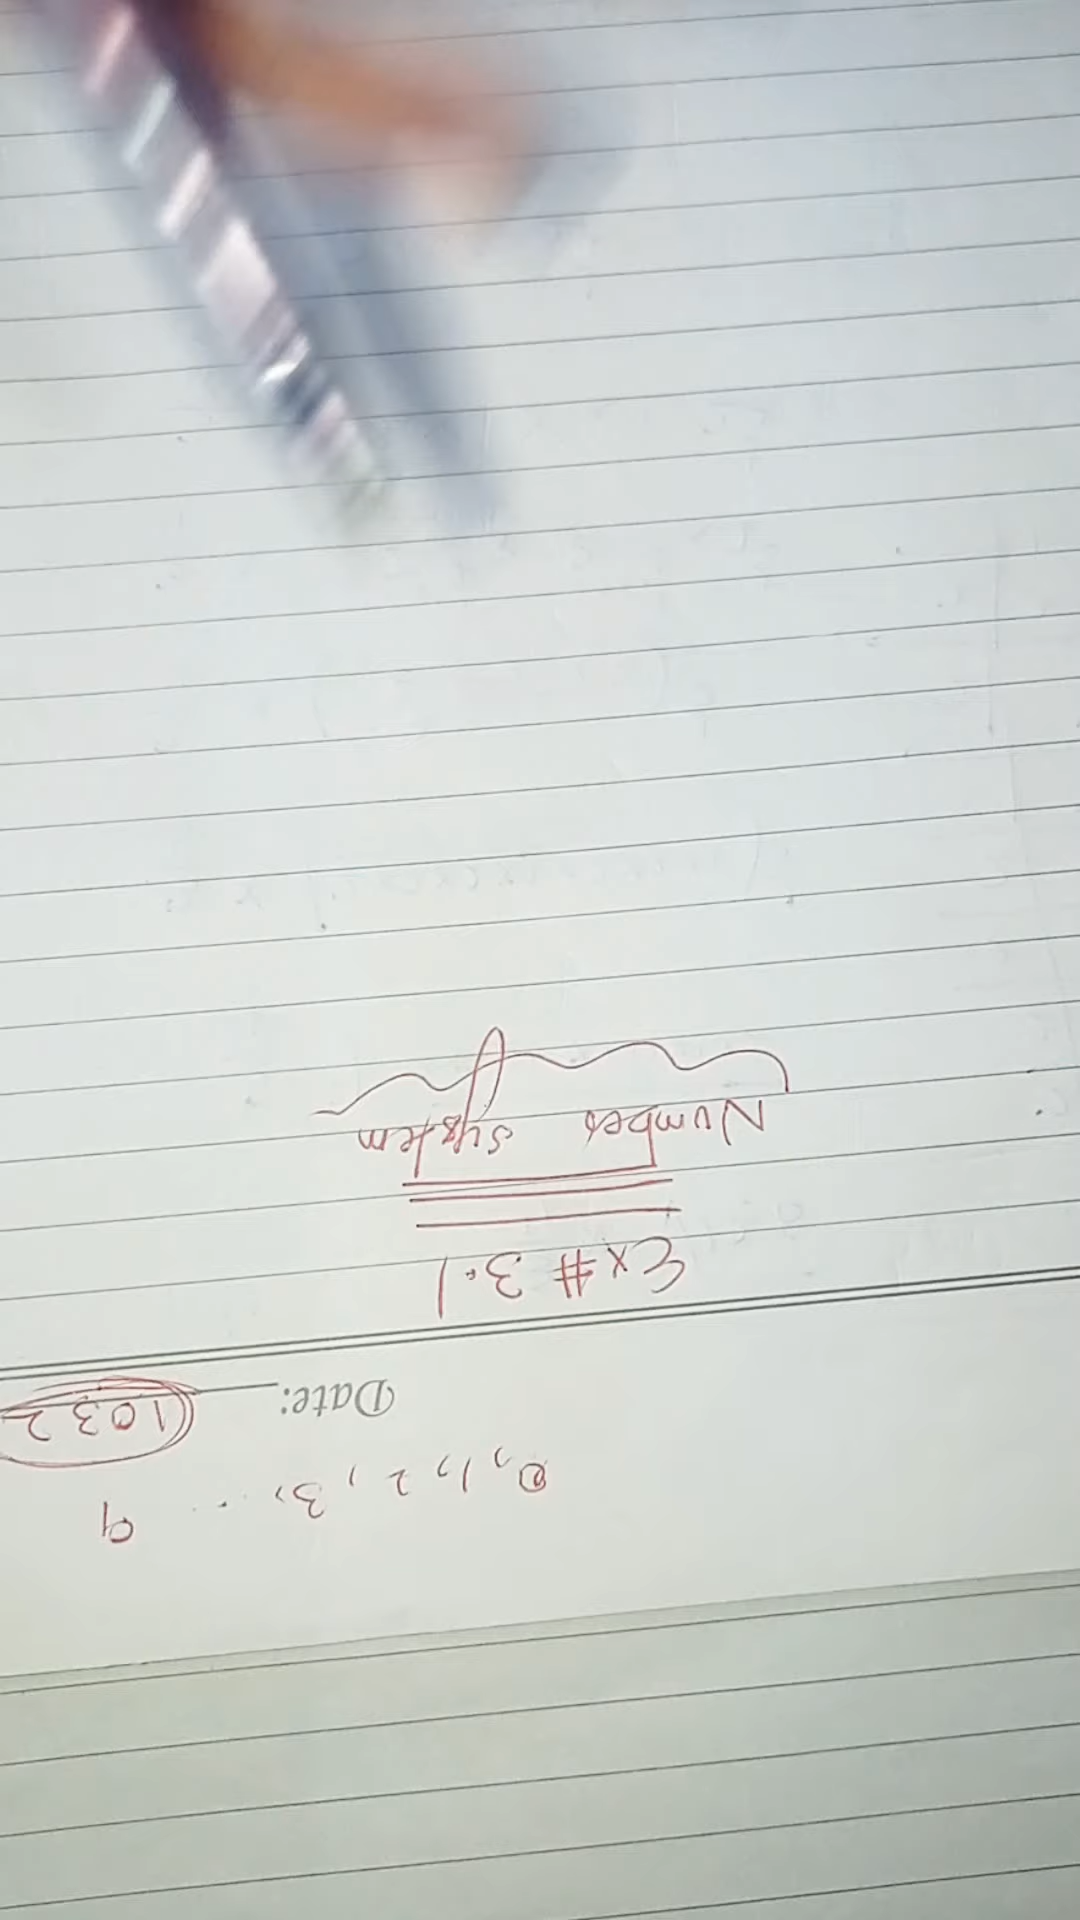 0, 1, 2, 3, ... 9
Date: 1032
Ex # 3.1
Number system